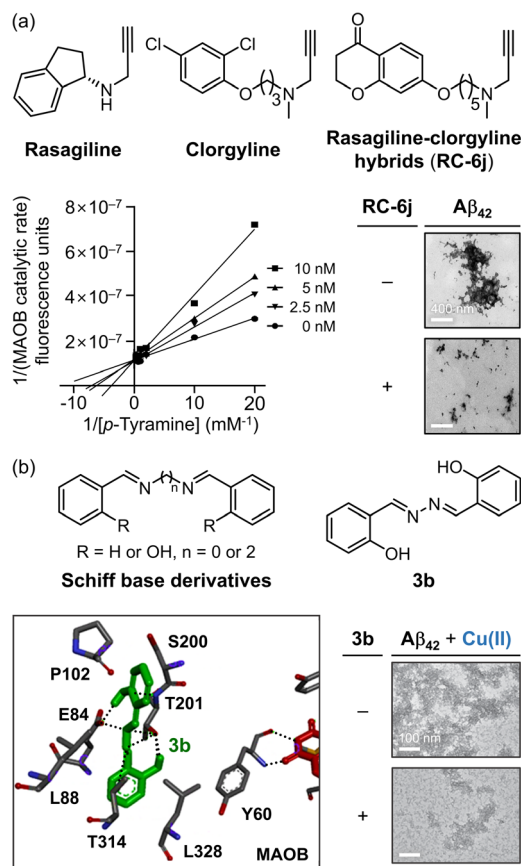 (a)
Cl
Cl
O
N
H
O
3
N
O
O
O
5
N
Rasagiline
Clorgyline
Rasagiline-clorgyline
hybrids (RC-6j)
1/(MAOB catalytic rate)
fluorescence units
8×10⁻⁷
6×10⁻⁷
4×10⁻⁷
2×10⁻⁷
10 nM
5 nM
2.5 nM
0 nM
-10
0
10
20
1/[p-Tyramine] (mM⁻¹)
RC-6j
Aβ₄₂
–
400 nm
+
(b)
N
n
N
R
R
R = H or OH, n = 0 or 2
Schiff base derivatives
HO
N
N
OH
3b
S200
P102
T201
E84
3b
L88
Y60
T314
L328
MAOB
3b
Aβ₄₂ + Cu(II)
–
100 nm
+